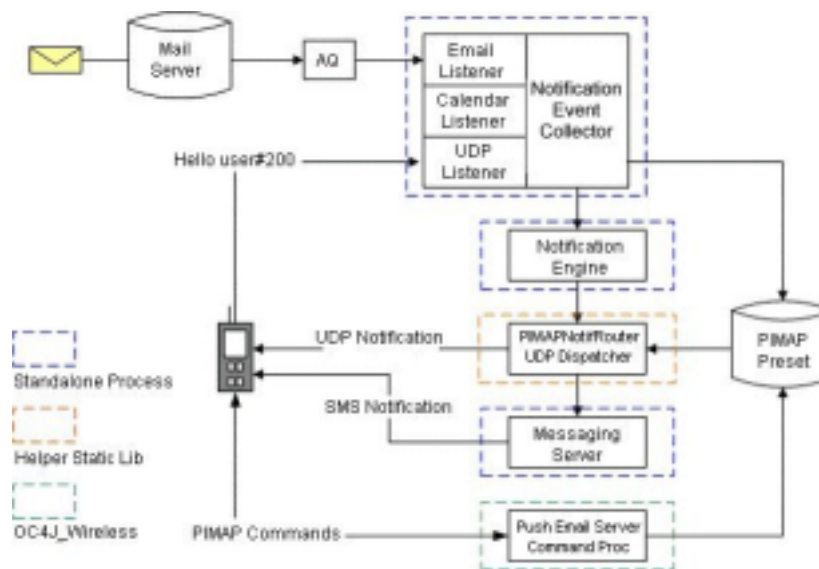 Mail
Server
AQ
Email
Listener
Calendar
Listener
UDP
Listener
Notification
Event
Collector
Hello user#200
Notification
Engine
UDP Notification
PIMAPNotifRouter
UDP Dispatcher
PIMAP
Preset
Standalone Process
SMS Notification
Messaging
Server
Helper Static Lib
OC4J_Wireless
PIMAP Commands
Push Email Server
Command Proc